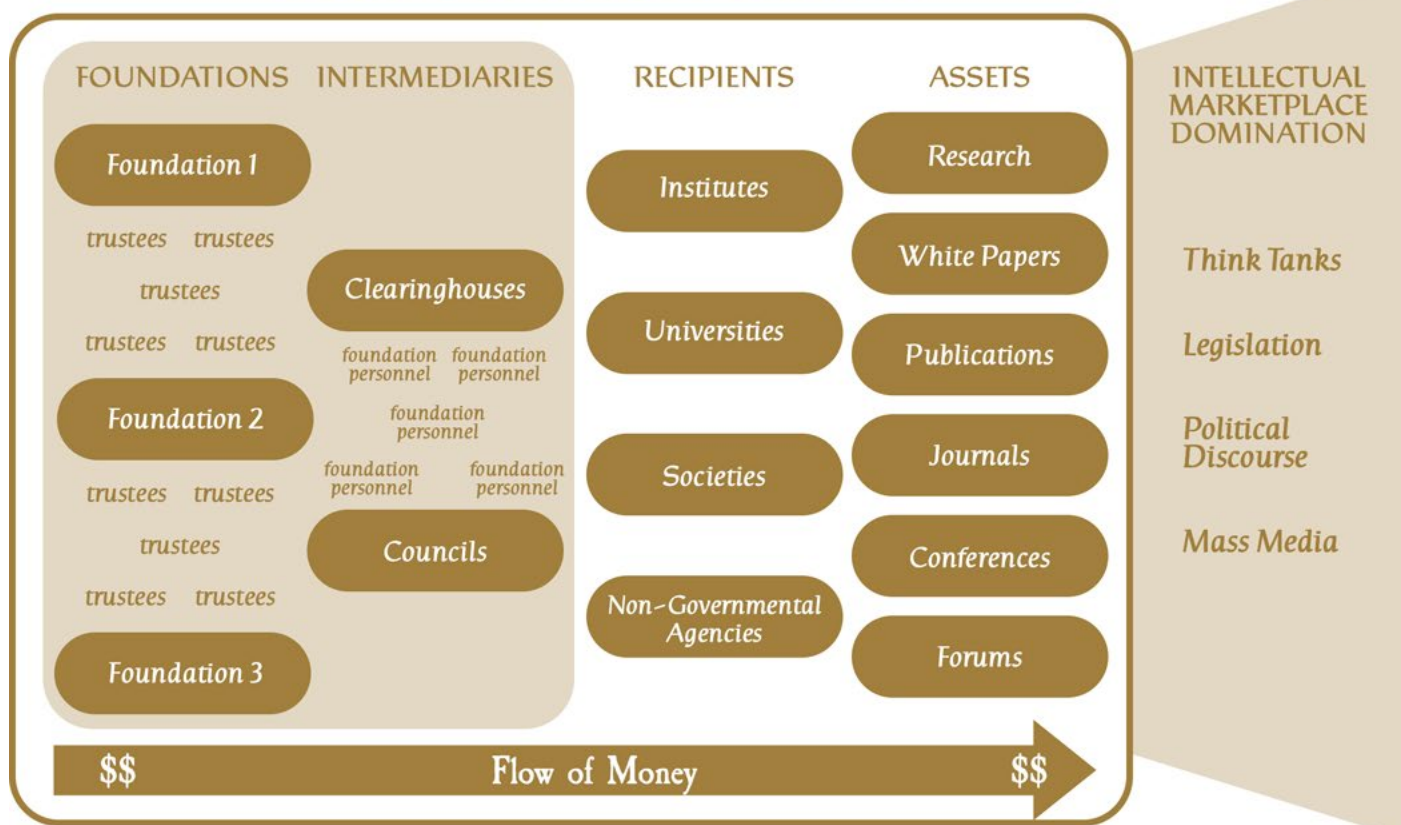 FOUNDATIONS
Foundation 1
trustees trustees
trustees
trustees trustees
Foundation 2
trustees trustees
trustees
trustees trustees
Foundation 3
INTERMEDIARIES
Clearinghouses
foundation personnel
foundation personnel
foundation personnel
foundation personnel
foundation personnel
Councils
RECIPIENTS
Institutes
Universities
Societies
Non-Governmental
Agencies
ASSETS
Research
White Papers
Publications
Journals
Conferences
Forums
$$ Flow of Money $$
INTELLECTUAL
MARKETPLACE
DOMINATION
Think Tanks
Legislation
Political
Discourse
Mass Media